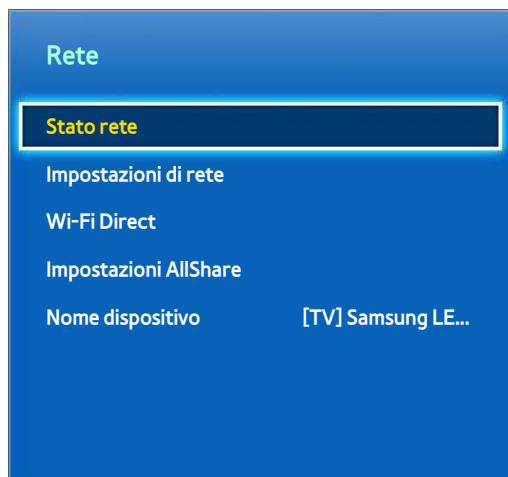 Rete
Stato rete
Impostazioni di rete
Wi-Fi Direct
Impostazioni AllShare
Nome dispositivo [TV] Samsung LE...